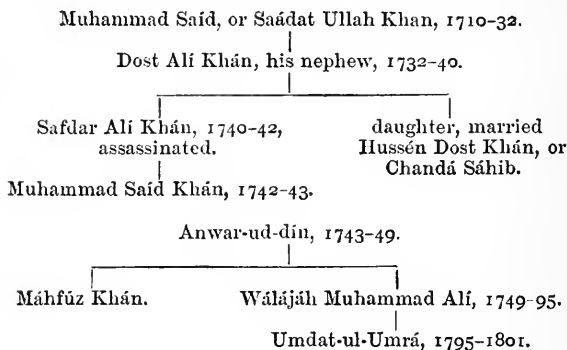 Muhammad Saíd, or Saádat Ullah Khan, 1710-32.
Dost Alí Khán, his nephew, 1732-40.
Safdar Alí Khán, 1740-42,
assassinated.
daughter, married
Hussén Dost Khán, or
Chandá Sáhib.
Muhammad Saíd Khán, 1742-43.
Anwar-ud-dín, 1743-49.
Máhfúz Khán.
Wálájáh Muhammad Alí, 1749-95.
Umdat-ul-Umrá, 1795-1801.